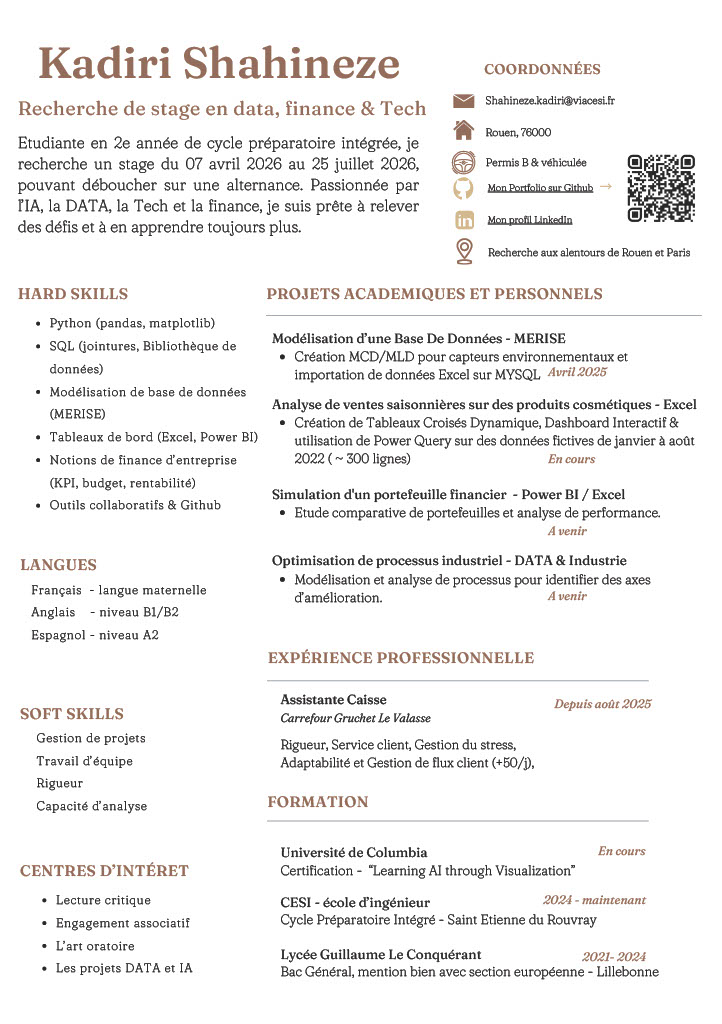 Kadiri Shahineze
Recherche de stage en data, finance & Tech
Etudiante en 2e année de cycle préparatoire intégrée, je
recherche un stage du 07 avril 2026 au 25 juillet 2026,
pouvant déboucher sur une alternance. Passionnée par
l'IA, la DATA, la Tech et la finance, je suis prête à relever
des défis et à en apprendre toujours plus.
COORDONNÉES
Shahineze.kadiri@viacesi.fr
Rouen, 76000
Permis B & véhiculée
Mon Portfolio sur Github →
Mon profil LinkedIn
Recherche aux alentours de Rouen et Paris
HARD SKILLS
• Python (pandas, matplotlib)
• SQL (jointures, Bibliothèque de
données)
• Modélisation de base de données
(MERISE)
• Tableaux de bord (Excel, Power BI)
• Notions de finance d'entreprise
(KPI, budget, rentabilité)
• Outils collaboratifs & Github
LANGUES
Français - langue maternelle
Anglais - niveau B1/B2
Espagnol - niveau A2
SOFT SKILLS
Gestion de projets
Travail d'équipe
Rigueur
Capacité d'analyse
CENTRES D'INTÉRET
• Lecture critique
• Engagement associatif
• L'art oratoire
• Les projets DATA et IA
PROJETS ACADEMIQUES ET PERSONNELS
Modélisation d'une Base De Données - MERISE
• Création MCD/MLD pour capteurs environnementaux et
importation de données Excel sur MYSQL Avril 2025
Analyse de ventes saisonnières sur des produits cosmétiques - Excel
• Création de Tableaux Croisés Dynamique, Dashboard Interactif &
utilisation de Power Query sur des données fictives de janvier à août
2022 ( ~ 300 lignes) En cours
Simulation d'un portefeuille financier - Power BI / Excel
• Etude comparative de portefeuilles et analyse de performance.
A venir
Optimisation de processus industriel - DATA & Industrie
• Modélisation et analyse de processus pour identifier des axes
d'amélioration. A venir
EXPÉRIENCE PROFESSIONNELLE
Assistante Caisse Depuis août 2025
Carrefour Gruchet Le Valasse
Rigueur, Service client, Gestion du stress,
Adaptabilité et Gestion de flux client (+50/j),
FORMATION
Université de Columbia En cours
Certification - "Learning AI through Visualization"
CESI - école d'ingénieur 2024 - maintenant
Cycle Préparatoire Intégré - Saint Etienne du Rouvray
Lycée Guillaume Le Conquérant 2021- 2024
Bac Général, mention bien avec section européenne - Lillebonne